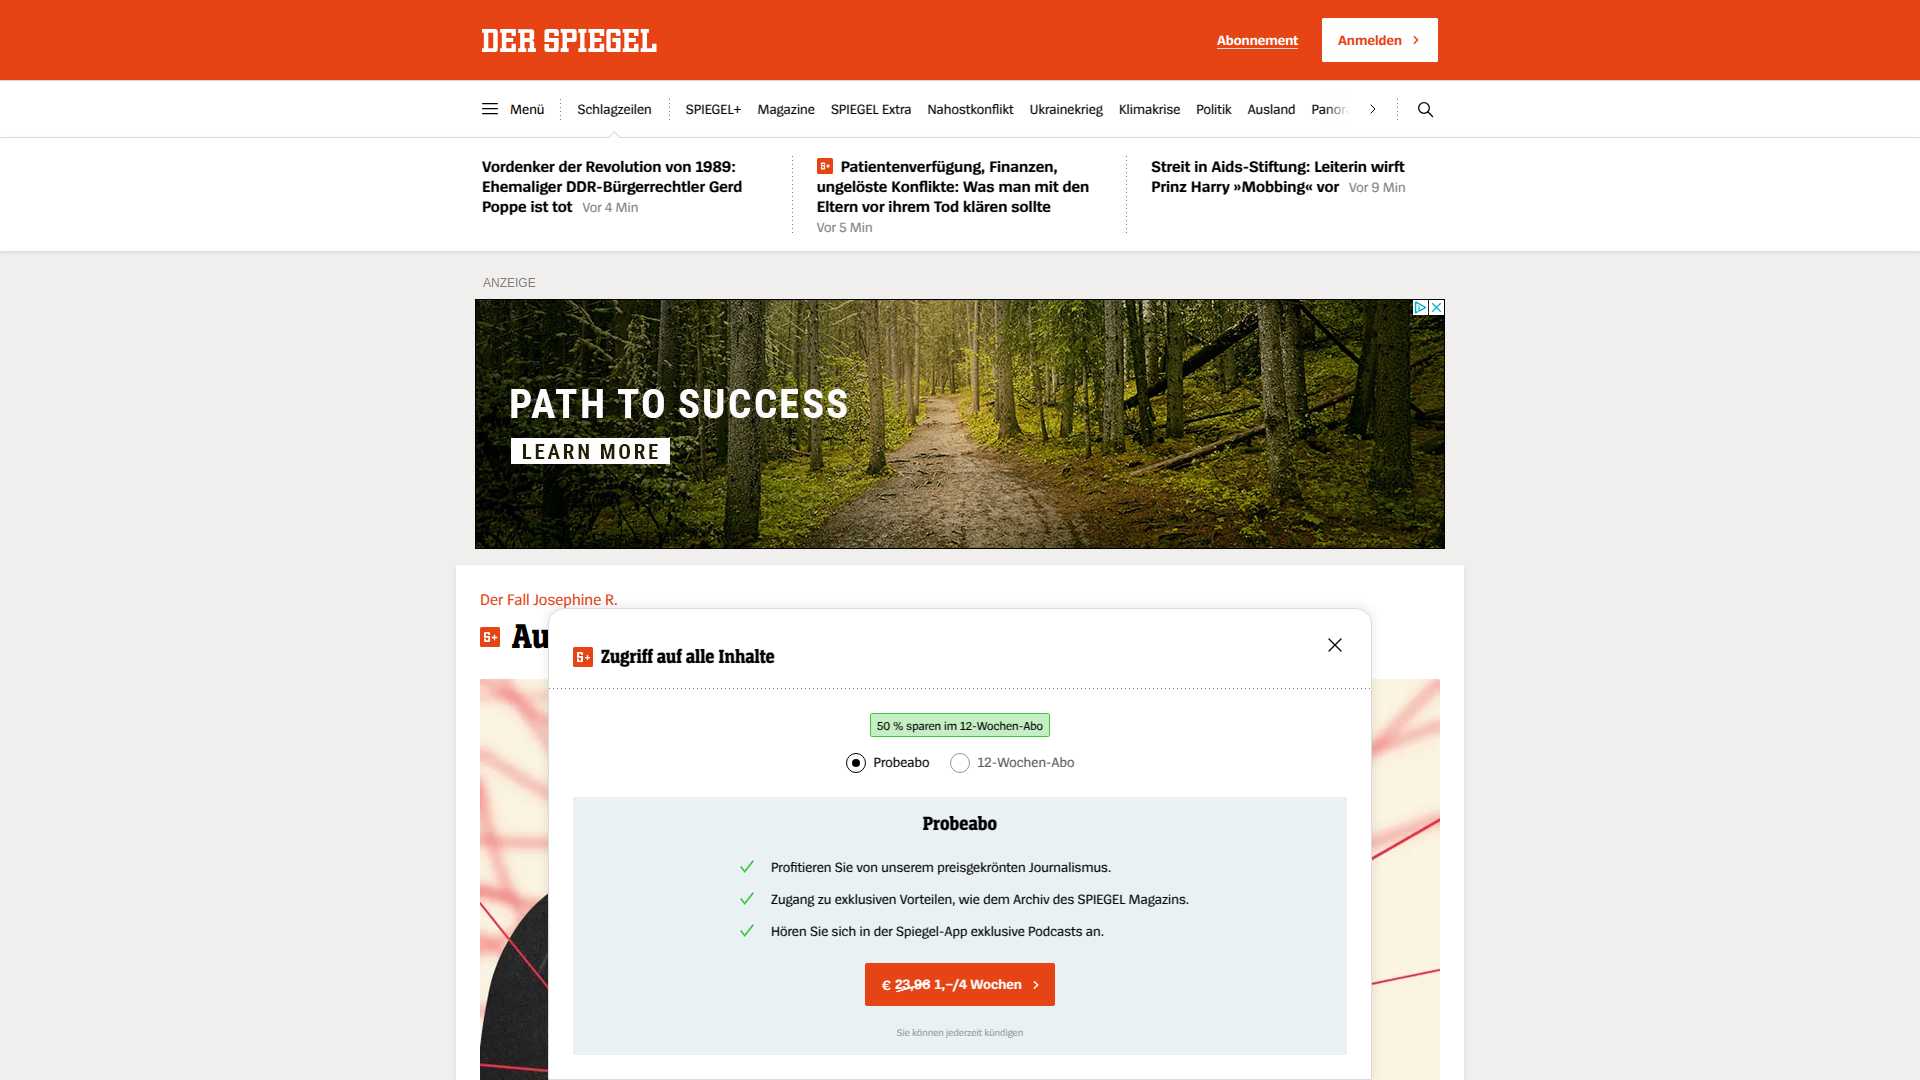 DER SPIEGEL
Abonnement
Anmelden
Menü
Schlagzeilen
SPIEGEL+
Magazine
SPIEGEL Extra
Nahostkonflikt
Ukrainekrieg
Klimakrise
Politik
Ausland
Panor
Vordenker der Revolution von 1989:
Ehemaliger DDR-Bürgerrechtler Gerd
Poppe ist tot Vor 4 Min
S+ Patientenverfügung, Finanzen,
ungelöste Konflikte: Was man mit den
Eltern vor ihrem Tod klären sollte
Vor 5 Min
Streit in Aids-Stiftung: Leiterin wirft
Prinz Harry »Mobbing« vor Vor 9 Min
ANZEIGE
PATH TO SUCCESS
LEARN MORE
Der Fall Josephine R.
S+ Au
S+ Zugriff auf alle Inhalte
50 % sparen im 12-Wochen-Abo
Probeabo
12-Wochen-Abo
Probeabo
Profitieren Sie von unserem preisgekrönten Journalismus.
Zugang zu exklusiven Vorteilen, wie dem Archiv des SPIEGEL Magazins.
Hören Sie sich in der Spiegel-App exklusive Podcasts an.
€ 23,96 1,–/4 Wochen
Sie können jederzeit kündigen